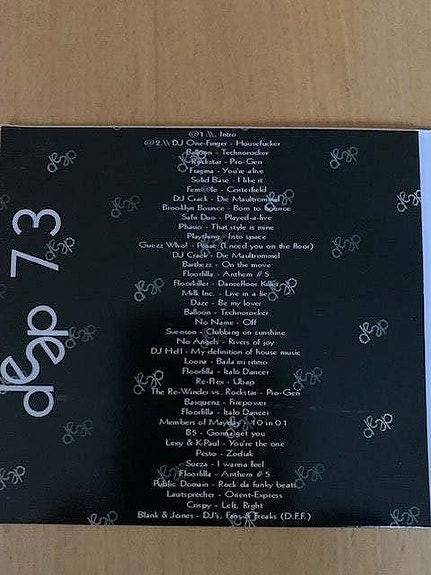 deep 73
@1 \\. Intro
@2.\\ DJ One-Finger - Housefucker
Balloon - Technorocker
Rockstar - Pro-Gen
Fragma - You're alive
Solid Base - I like it
Fem@le - Centerfield
DJ Crack - Die Maultrommel
Brooklyn Bounce - Born to bounce
Safri Duo - Played-a-live
Phasio - That style is mine
Plaything - Into space
Guezz Who? - Please (I need you on the floor)
DJ Crack - Die Maultrommel
Barthezz - On the move
Floorfilla - Anthem #5
Floorkiller - Dancefloor Killer
Milk Inc. - Live in a lie
Daze - Be my lover
Balloon - Technorocker
No Name - Off
Svenson - Clubbing on sunshine
No Angels - Rivers of joy
DJ Hd1 - My definition of house music
Loona - Baila mi ritmo
Floorfilla - Italo Dancer
Re-Flex - Ubap
The Re-Winder vs. Rockstar - Pro-Gen
Basquenz - Firepower
Floorfilla - Italo Dancer
Members of Mayday - 10 in 01
B5 - Gonna get you
Lexy & K-Paul - You're the one
Pesto - Zodiak
Sueza - I wanna feel
Floorfilla - Anthem #5
Public Domain - Rock da funky beats
Lautsprecher - Orient-Express
Crispy - Left, Right
Blank & Jones - DJ's, Fans & Freaks (D.F.F.)